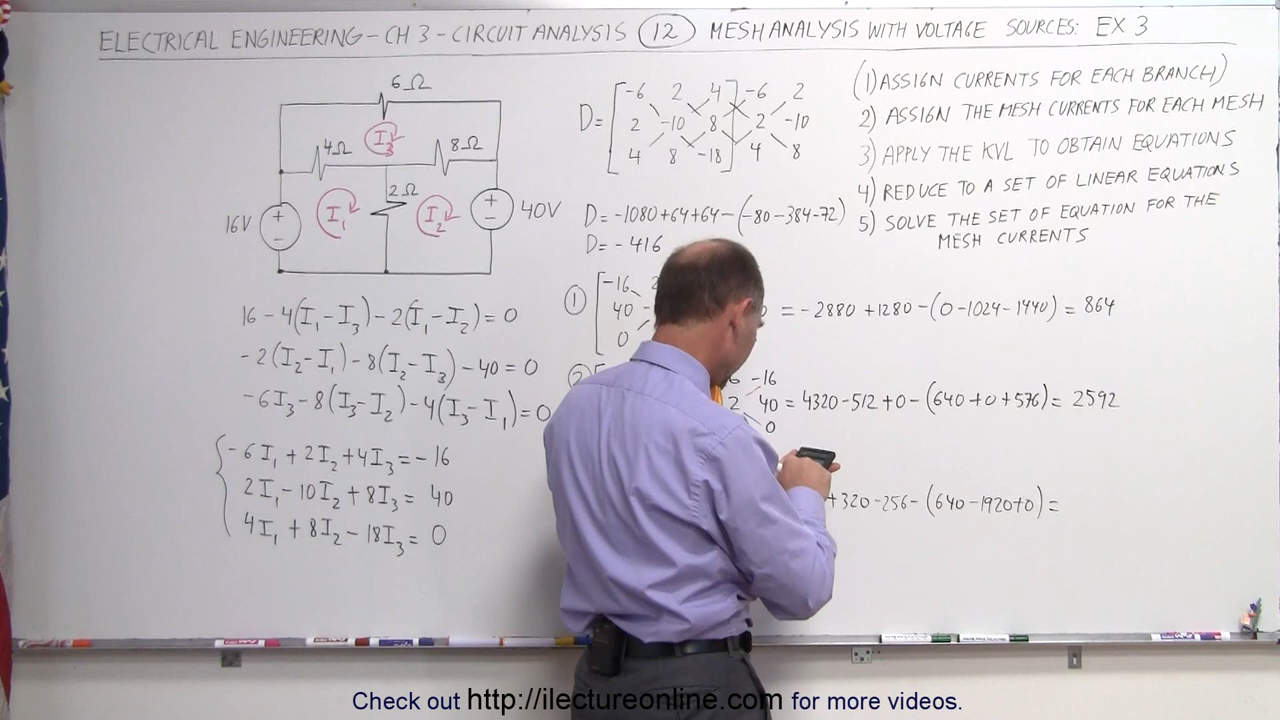 ELECTRICAL ENGINEERING - CH 3 - CIRCUIT ANALYSIS (12) MESH ANALYSIS WITH VOLTAGE SOURCES: EX 3
6Ω
I₃
4Ω 8Ω
2Ω
I₁ I₂
16V + − + − 40V
16 - 4(I₁ - I₃) - 2(I₁ - I₂) = 0
-2(I₂ - I₁) - 8(I₂ - I₃) - 40 = 0
-6I₃ - 8(I₃ - I₂) - 4(I₃ - I₁) = 0
-6I₁ + 2I₂ + 4I₃ = -16
2I₁ - 10I₂ + 8I₃ = 40
4I₁ + 8I₂ - 18I₃ = 0
D = [-6 2 4] -6 2
2 -10 8 2 -10
4 8 -18 4 8
D = -1080 + 64 + 64 - (-80 - 384 - 72)
D = -416
① -16
40 = -2880 + 1280 - (0 - 1024 - 1440) = 864
0
② -16
2 40 = 4320 - 512 + 0 - (640 + 0 + 576) = 2592
0
+ 320 - 256 - (640 - 1920 + 0) =
(1) ASSIGN CURRENTS FOR EACH BRANCH)
2) ASSIGN THE MESH CURRENTS FOR EACH MESH
3) APPLY THE KVL TO OBTAIN EQUATIONS
4) REDUCE TO A SET OF LINEAR EQUATIONS
5) SOLVE THE SET OF EQUATION FOR THE
MESH CURRENTS
Check out http://ilectureonline.com for more videos.